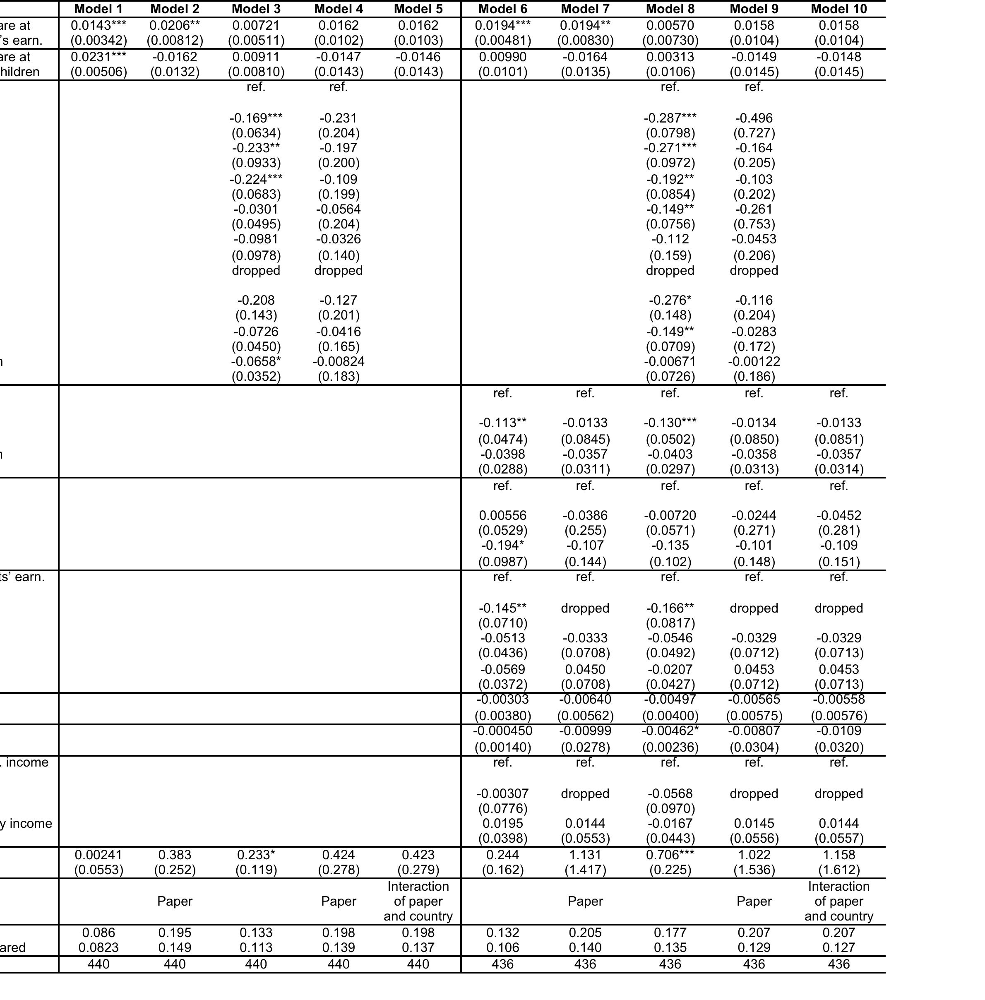 Model 1 Model 2 Model 3 Model 4 Model 5 Model 6 Model 7 Model 8 Model 9 Model 10
are at 0.0143*** 0.0206** 0.00721 0.0162 0.0162 0.0194*** 0.0194** 0.00570 0.0158 0.0158
's earn. (0.00342) (0.00812) (0.00511) (0.0102) (0.0103) (0.00481) (0.00830) (0.00730) (0.0104) (0.0104)
are at 0.0231*** -0.0162 0.00911 -0.0147 -0.0146 0.00990 -0.0164 0.00313 -0.0149 -0.0148
hildren (0.00506) (0.0132) (0.00810) (0.0143) (0.0143) (0.0101) (0.0135) (0.0106) (0.0145) (0.0145)
ref. ref. ref. ref.
-0.169*** -0.231 -0.287*** -0.496
(0.0634) (0.204) (0.0798) (0.727)
-0.233** -0.197 -0.271*** -0.164
(0.0933) (0.200) (0.0972) (0.205)
-0.224*** -0.109 -0.192** -0.103
(0.0683) (0.199) (0.0854) (0.202)
-0.0301 -0.0564 -0.149** -0.261
(0.0495) (0.204) (0.0756) (0.753)
-0.0981 -0.0326 -0.112 -0.0453
(0.0978) (0.140) (0.159) (0.206)
dropped dropped dropped dropped
-0.208 -0.127 -0.276* -0.116
(0.143) (0.201) (0.148) (0.204)
-0.0726 -0.0416 -0.149** -0.0283
(0.0450) (0.165) (0.0709) (0.172)
n -0.0658* -0.00824 -0.00671 -0.00122
(0.0352) (0.183) (0.0726) (0.186)
ref. ref. ref. ref. ref.
-0.113** -0.0133 -0.130*** -0.0134 -0.0133
(0.0474) (0.0845) (0.0502) (0.0850) (0.0851)
n -0.0398 -0.0357 -0.0403 -0.0358 -0.0357
(0.0288) (0.0311) (0.0297) (0.0313) (0.0314)
ref. ref. ref. ref. ref.
0.00556 -0.0386 -0.00720 -0.0244 -0.0452
(0.0529) (0.255) (0.0571) (0.271) (0.281)
-0.194* -0.107 -0.135 -0.101 -0.109
(0.0987) (0.144) (0.102) (0.148) (0.151)
ts' earn. ref. ref. ref. ref. ref.
-0.145** dropped -0.166** dropped dropped
(0.0710) (0.0817)
-0.0513 -0.0333 -0.0546 -0.0329 -0.0329
(0.0436) (0.0708) (0.0492) (0.0712) (0.0713)
-0.0569 0.0450 -0.0207 0.0453 0.0453
(0.0372) (0.0708) (0.0427) (0.0712) (0.0713)
-0.00303 -0.00640 -0.00497 -0.00565 -0.00558
(0.00380) (0.00562) (0.00400) (0.00575) (0.00576)
-0.000450 -0.00999 -0.00462* -0.00807 -0.0109
(0.00140) (0.0278) (0.00236) (0.0304) (0.0320)
. income ref. ref. ref. ref. ref.
-0.00307 dropped -0.0568 dropped dropped
(0.0776) (0.0970)
y income 0.0195 0.0144 -0.0167 0.0145 0.0144
(0.0398) (0.0553) (0.0443) (0.0556) (0.0557)
0.00241 0.383 0.233* 0.424 0.423 0.244 1.131 0.706*** 1.022 1.158
(0.0553) (0.252) (0.119) (0.278) (0.279) (0.162) (1.417) (0.225) (1.536) (1.612)
Interaction Interaction
Paper Paper of paper Paper Paper of paper
and country and country
0.086 0.195 0.133 0.198 0.198 0.132 0.205 0.177 0.207 0.207
ared 0.0823 0.149 0.113 0.139 0.137 0.106 0.140 0.135 0.129 0.127
440 440 440 440 440 436 436 436 436 436